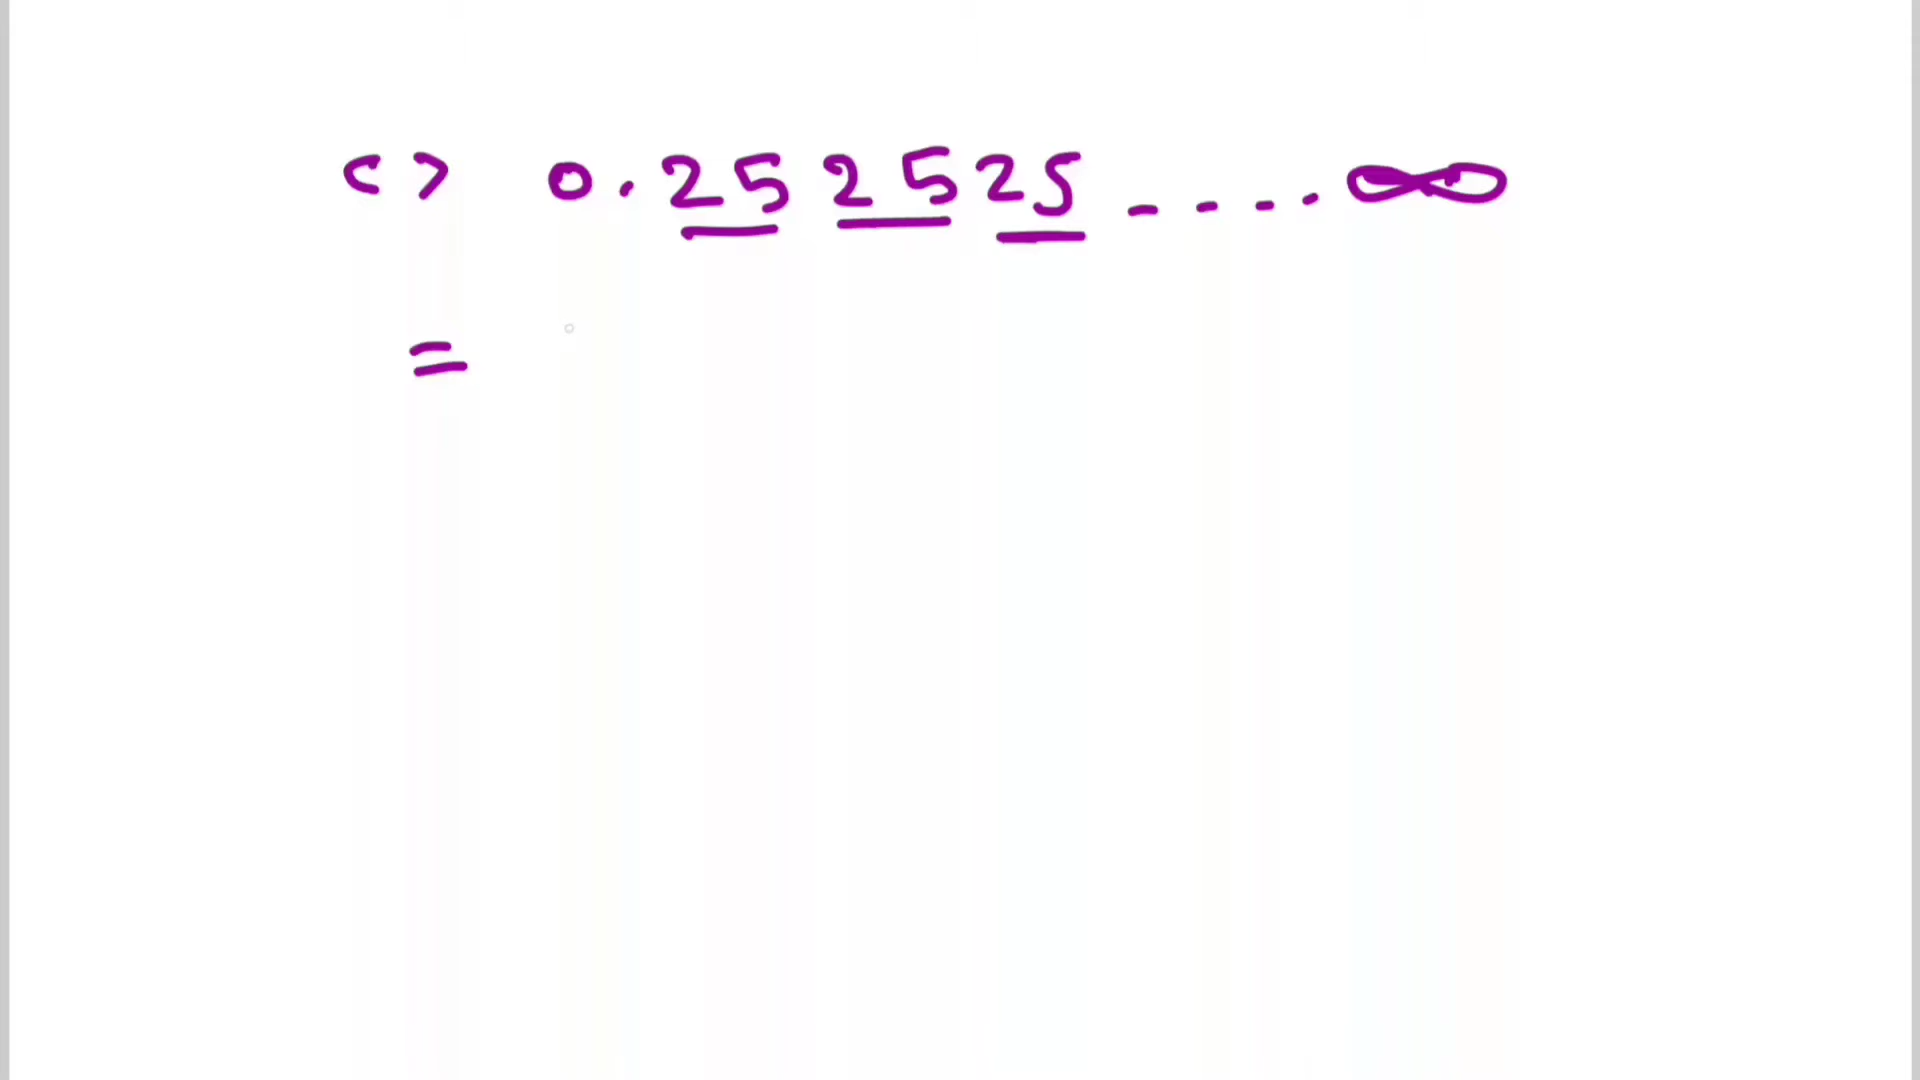 <> 0.252525 - - - . ∞
=